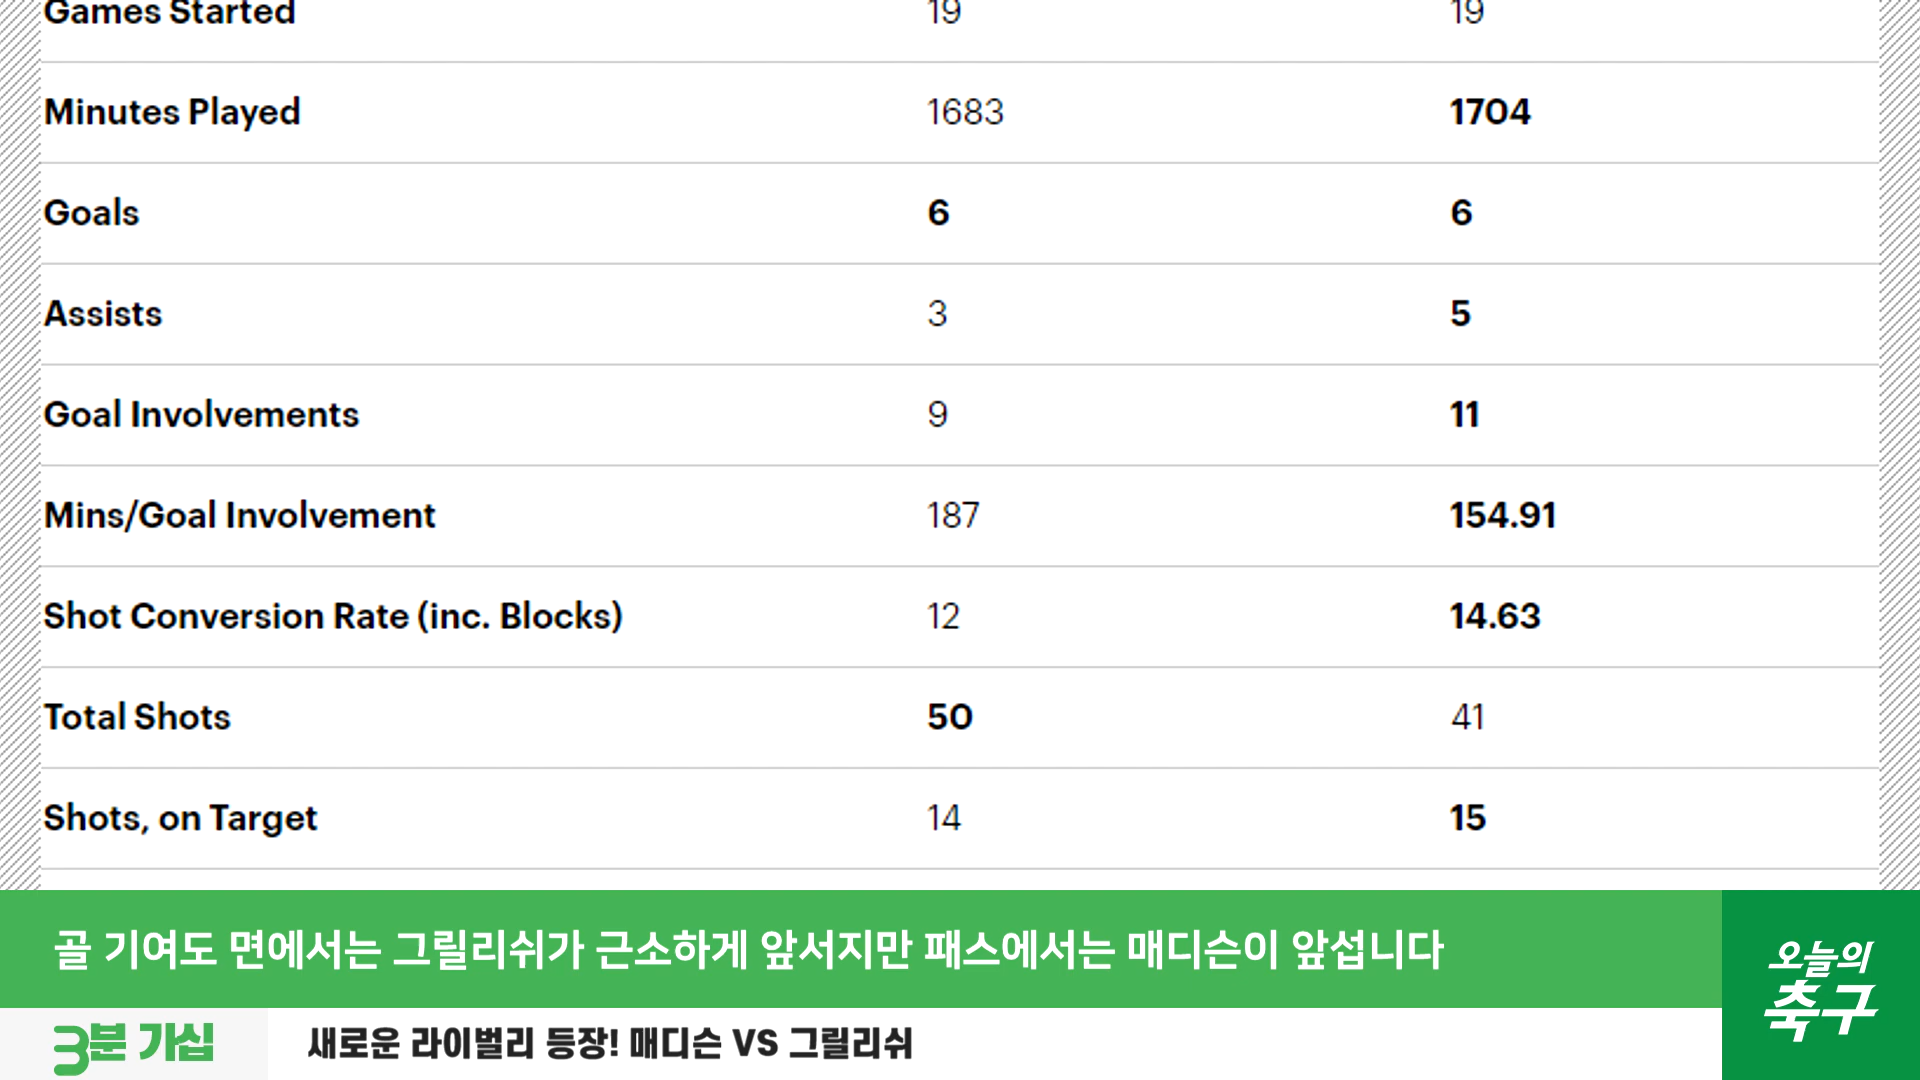 Games Started 19 19
Minutes Played 1683 1704
Goals 6 6
Assists 3 5
Goal Involvements 9 11
Mins/Goal Involvement 187 154.91
Shot Conversion Rate (inc. Blocks) 12 14.63
Total Shots 50 41
Shots, on Target 14 15
골 기여도 면에서는 그릴리쉬가 근소하게 앞서지만 패스에서는 매디슨이 앞섭니다
오늘의
축구
3분 가십
새로운 라이벌리 등장! 매디슨 VS 그릴리쉬